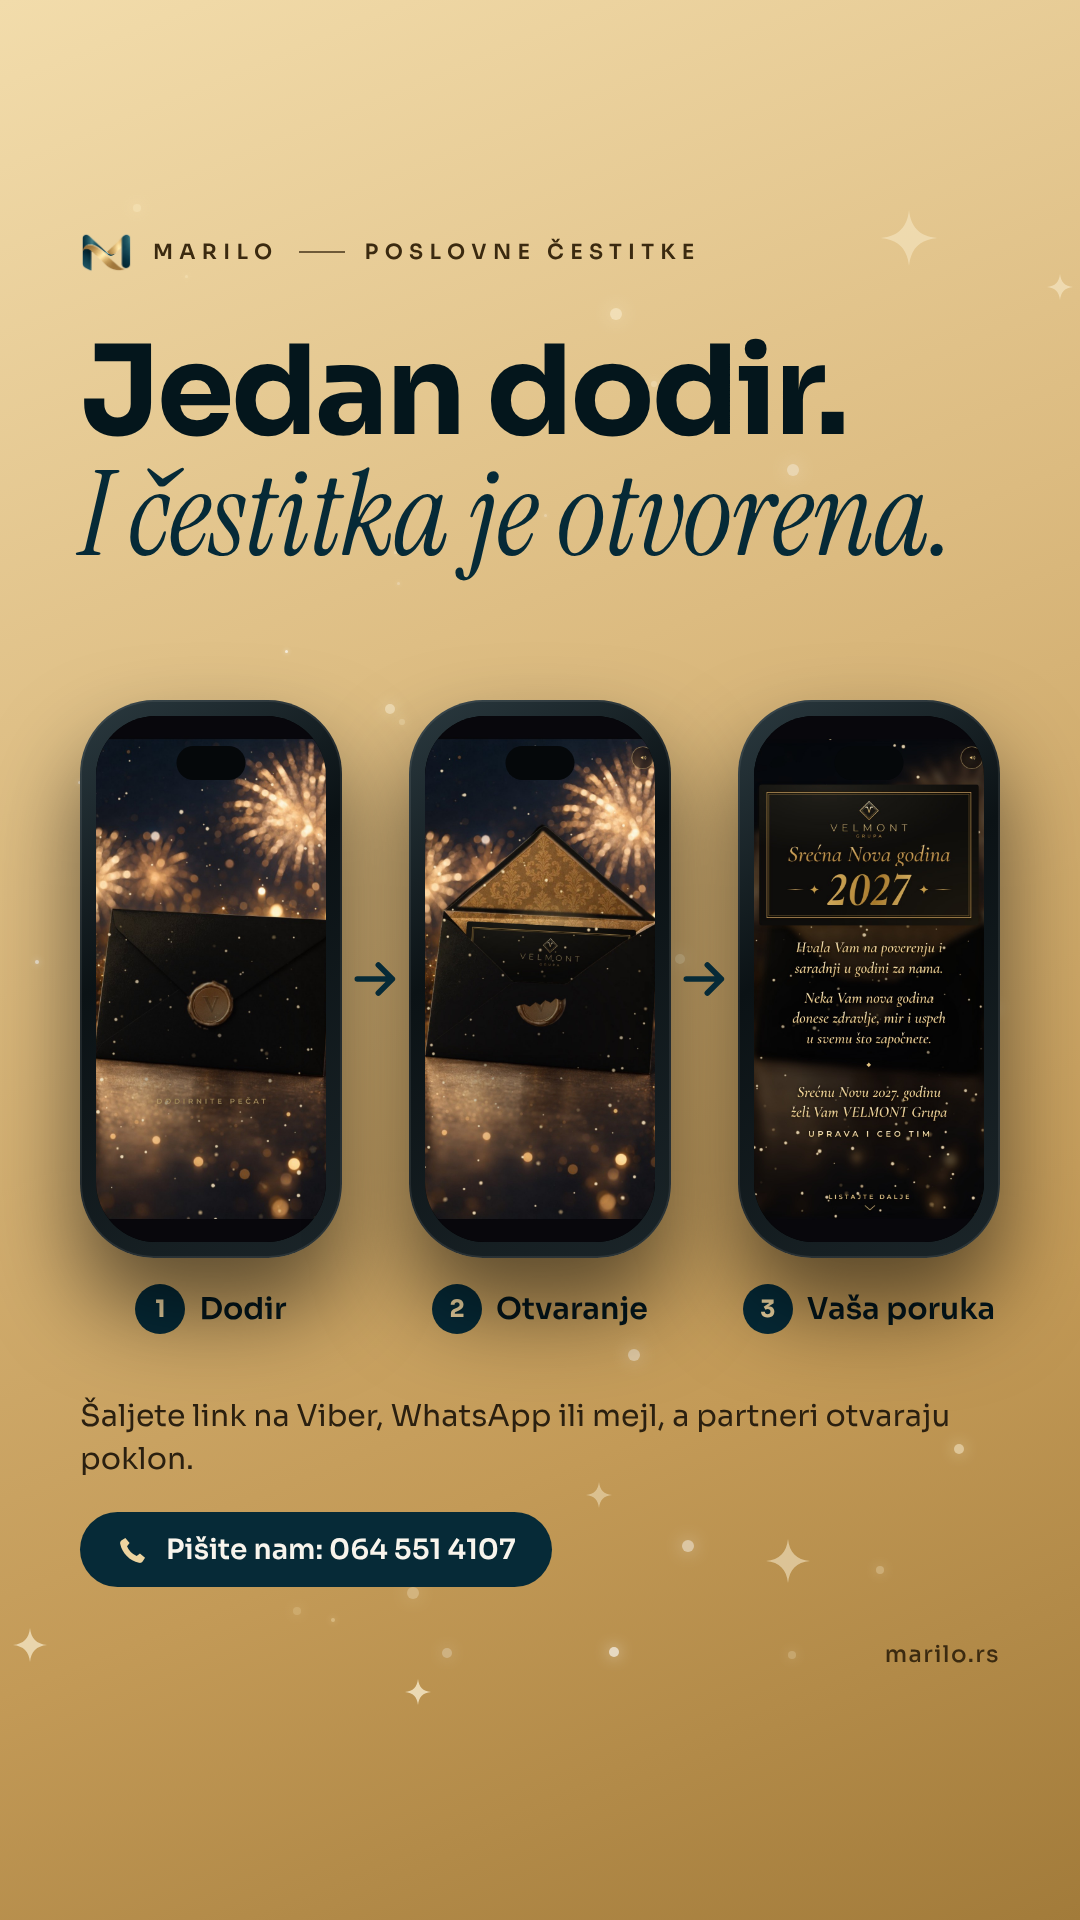 MARILO — POSLOVNE ČESTITKE
Jedan dodir.
I čestitka je otvorena.
DODIRNITE PEČAT
V
VELMONT
GRUPA
VELMONT
GRUPA
Srećna Nova godina
2027
Hvala Vam na poverenju i
saradnji u godini za nama.
Neka Vam nova godina
donese zdravlje, mir i uspeh
u svemu što započnete.
Srećnu Novu 2027. godinu
želi Vam VELMONT Grupa
UPRAVA I CEO TIM
LISTAJTE DALJE
1 Dodir
2 Otvaranje
3 Vaša poruka
Šaljete link na Viber, WhatsApp ili mejl, a partneri otvaraju
poklon.
Pišite nam: 064 551 4107
marilo.rs